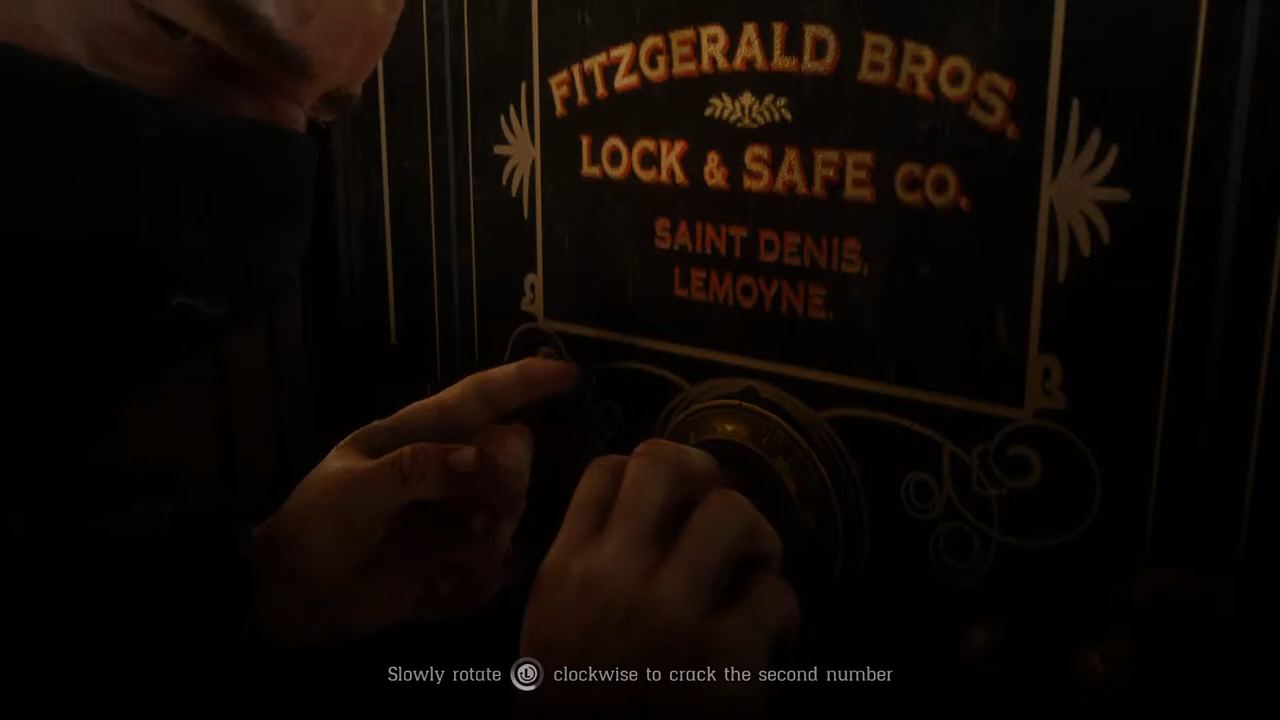 FITZGERALD BROS.
LOCK & SAFE CO.
SAINT DENIS,
LEMOYNE.
Slowly rotate L clockwise to crack the second number